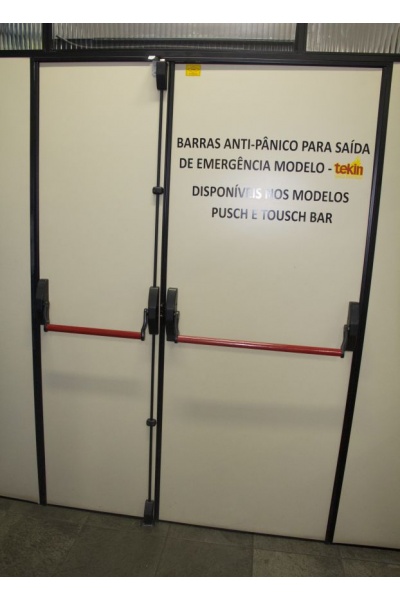 BARRAS ANTI-PÂNICO PARA SAÍDA
DE EMERGÊNCIA MODELO - tekin
DISPONÍVEIS NOS MODELOS
PUSCH E TOUSCH BAR